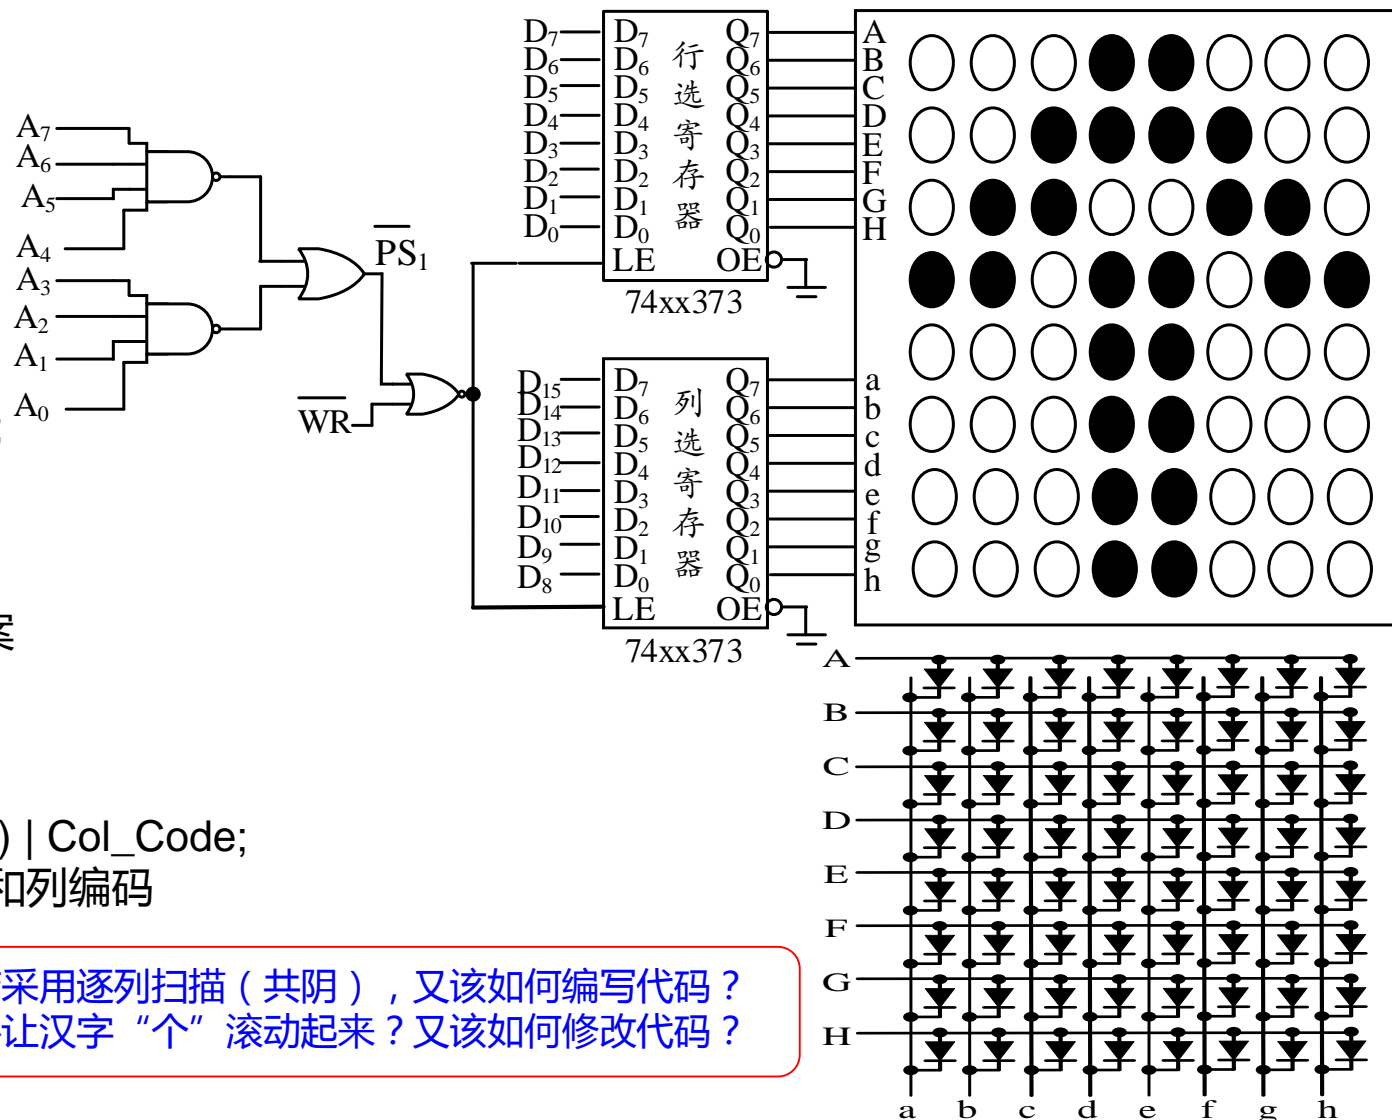 A7
A6
A5
A4
A3
A2
A1
A0
PS1
WR
D7 D7 Q7 A
D6 D6 Q6 B
D5 D5 Q5 C
D4 D4 Q4 D
D3 D3 Q3 E
D2 D2 Q2 F
D1 D1 Q1 G
D0 D0 Q0 H
行选寄存器
LE OE
74xx373
D15 D7 Q7 a
D14 D6 Q6 b
D13 D5 Q5 c
D12 D4 Q4 d
D11 D3 Q3 e
D10 D2 Q2 f
D9 D1 Q1 g
D8 D0 Q0 h
列选寄存器
LE OE
74xx373
案
A
B
C
D
E
F
G
H
a b c d e f g h
) | Col_Code;
和列编码
采用逐列扫描（共阴），又该如何编写代码？
让汉字“个”滚动起来？又该如何修改代码？